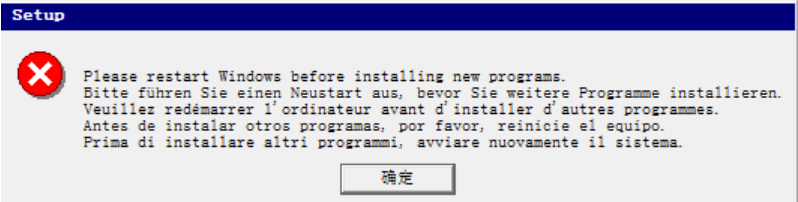 Setup
Please restart Windows before installing new programs.
Bitte führen Sie einen Neustart aus, bevor Sie weitere Programme installieren.
Veuillez redémarrer l'ordinateur avant d'installer d'autres programmes.
Antes de instalar otros programas, por favor, reinicie el equipo.
Prima di installare altri programmi, avviare nuovamente il sistema.
确定